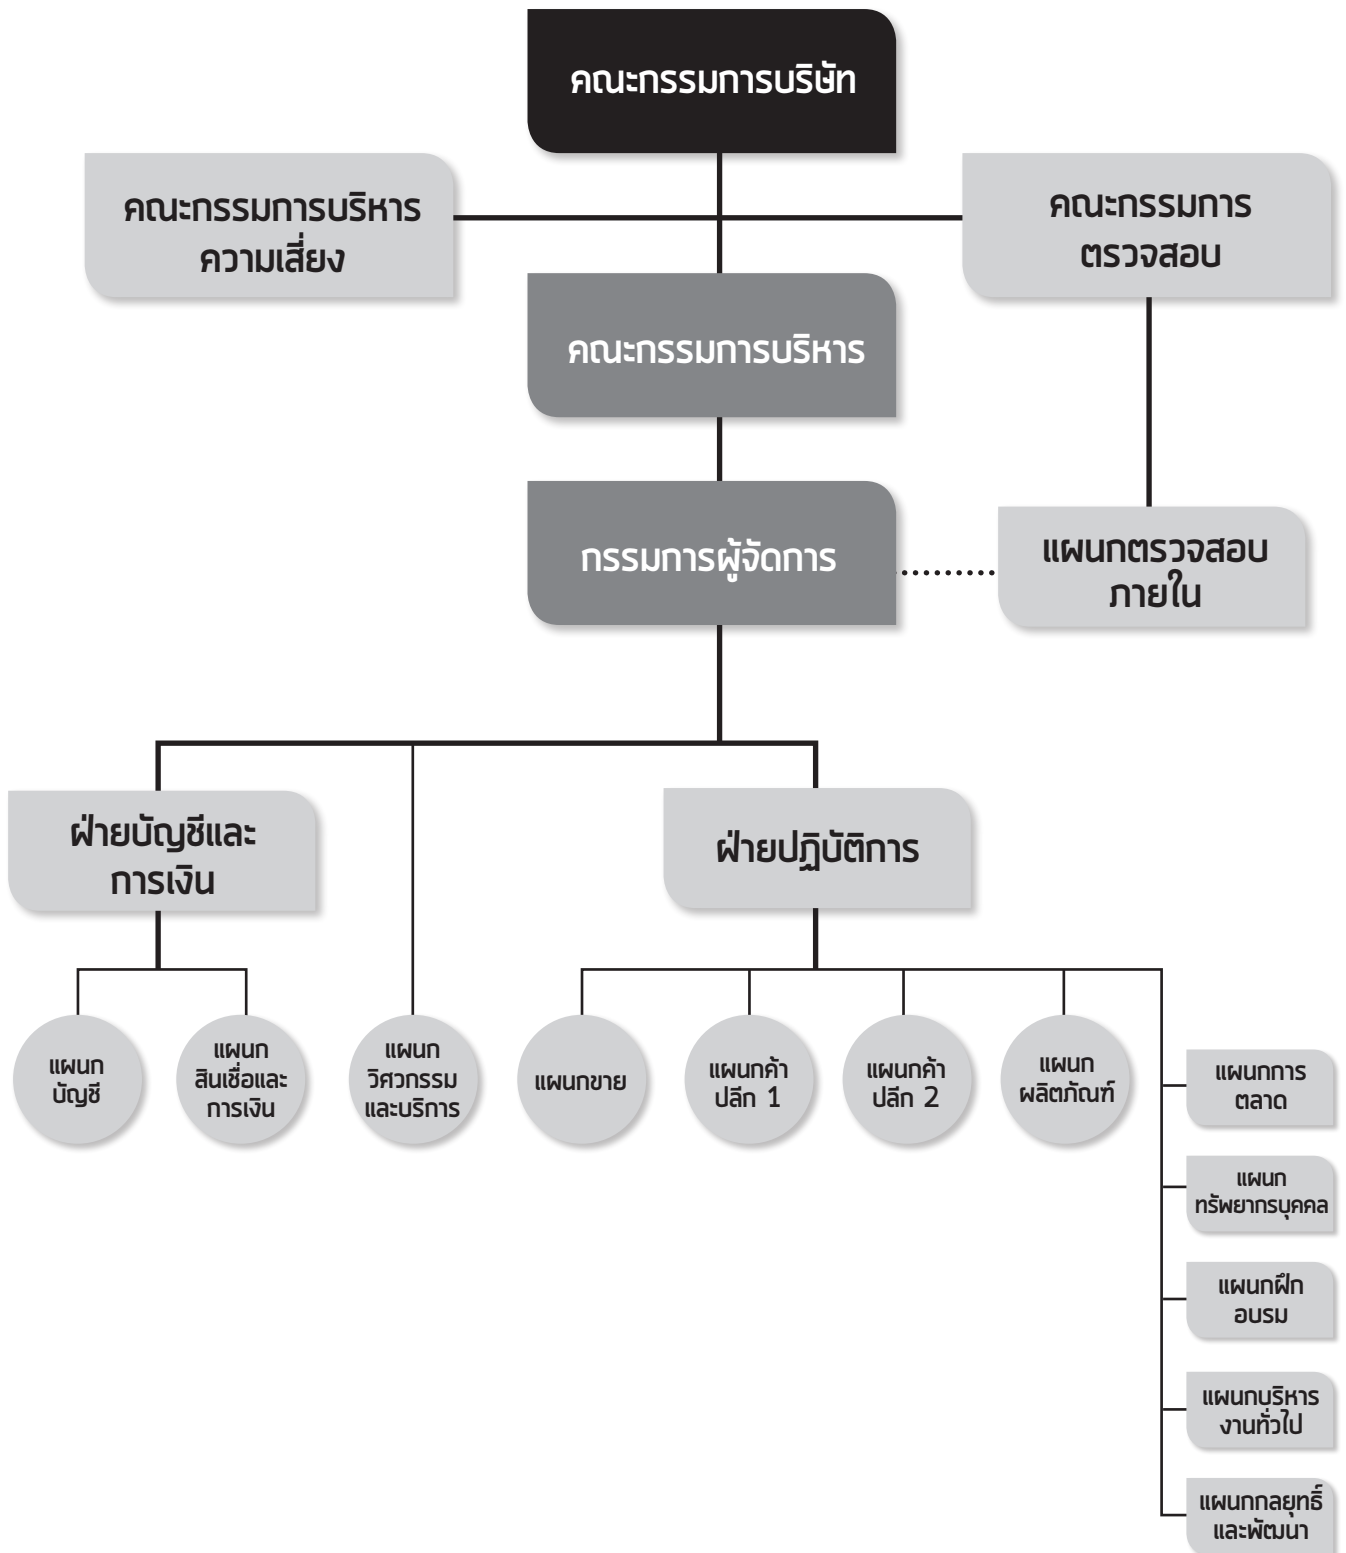 คณะกรรมการบริษัท
คณะกรรมการบริหาร
ความเสี่ยง
คณะกรรมการ
ตรวจสอบ
คณะกรรมการบริหาร
กรรมการผู้จัดการ
แผนกตรวจสอบ
ภายใน
ฝ่ายบัญชีและ
การเงิน
ฝ่ายปฏิบัติการ
แผนก
บัญชี
แผนก
สินเชื่อและ
การเงิน
แผนก
วิศวกรรม
และบริการ
แผนกขาย
แผนกค้า
ปลีก 1
แผนกค้า
ปลีก 2
แผนก
ผลิตภัณฑ์
แผนกการ
ตลาด
แผนก
ทรัพยากรบุคคล
แผนกฝึก
อบรม
แผนกบริหาร
งานทั่วไป
แผนกกลยุทธ์
และพัฒนา